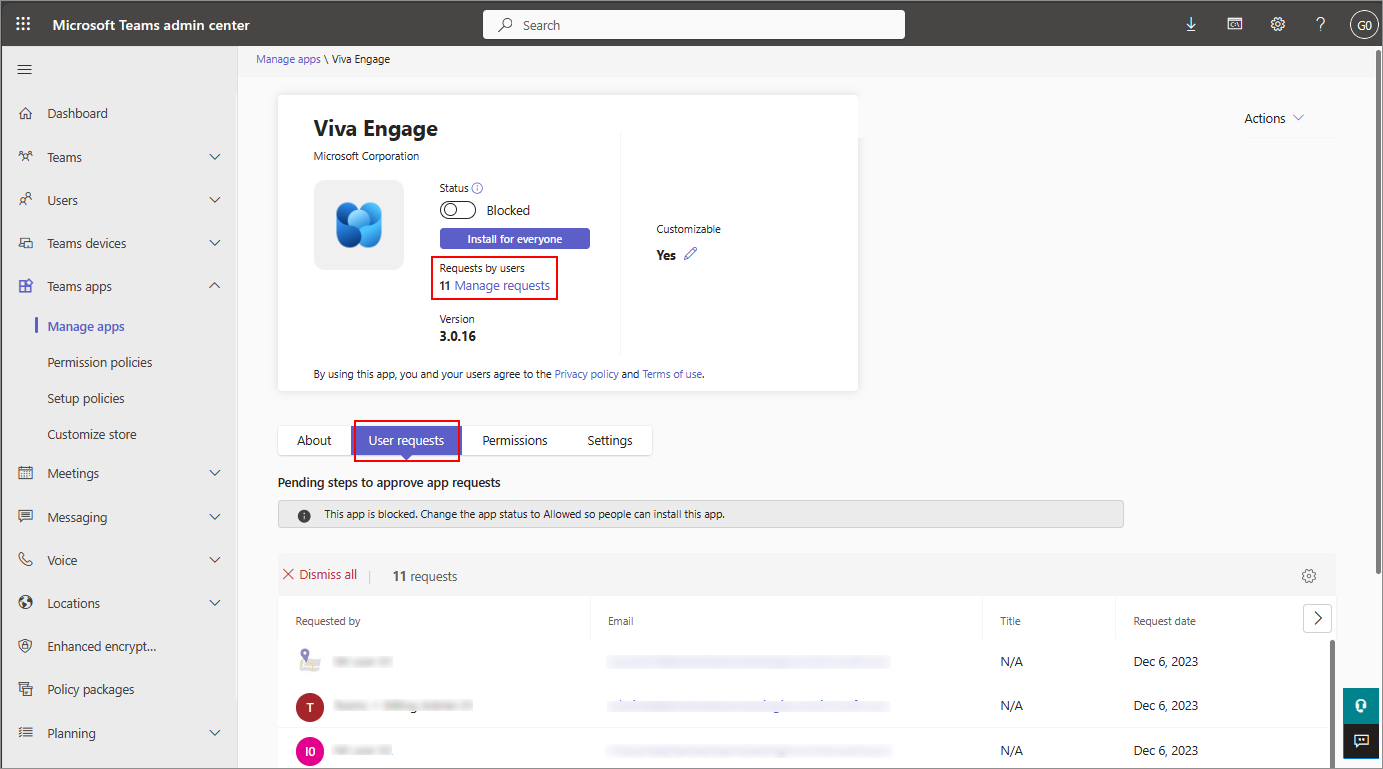 Microsoft Teams admin center
Search
GO
Manage apps \ Viva Engage
Dashboard
Teams
Users
Teams devices
Teams apps
Manage apps
Permission policies
Setup policies
Customize store
Meetings
Messaging
Voice
Locations
Enhanced encrypt...
Policy packages
Planning
Actions
Viva Engage
Microsoft Corporation
Status
Blocked
Install for everyone
Requests by users
11 Manage requests
Version
3.0.16
Customizable
Yes
By using this app, you and your users agree to the Privacy policy and Terms of use.
About User requests Permissions Settings
Pending steps to approve app requests
This app is blocked. Change the app status to Allowed so people can install this app.
Dismiss all | 11 requests
Requested by Email Title Request date
N/A Dec 6, 2023
T N/A Dec 6, 2023
IO N/A Dec 6, 2023